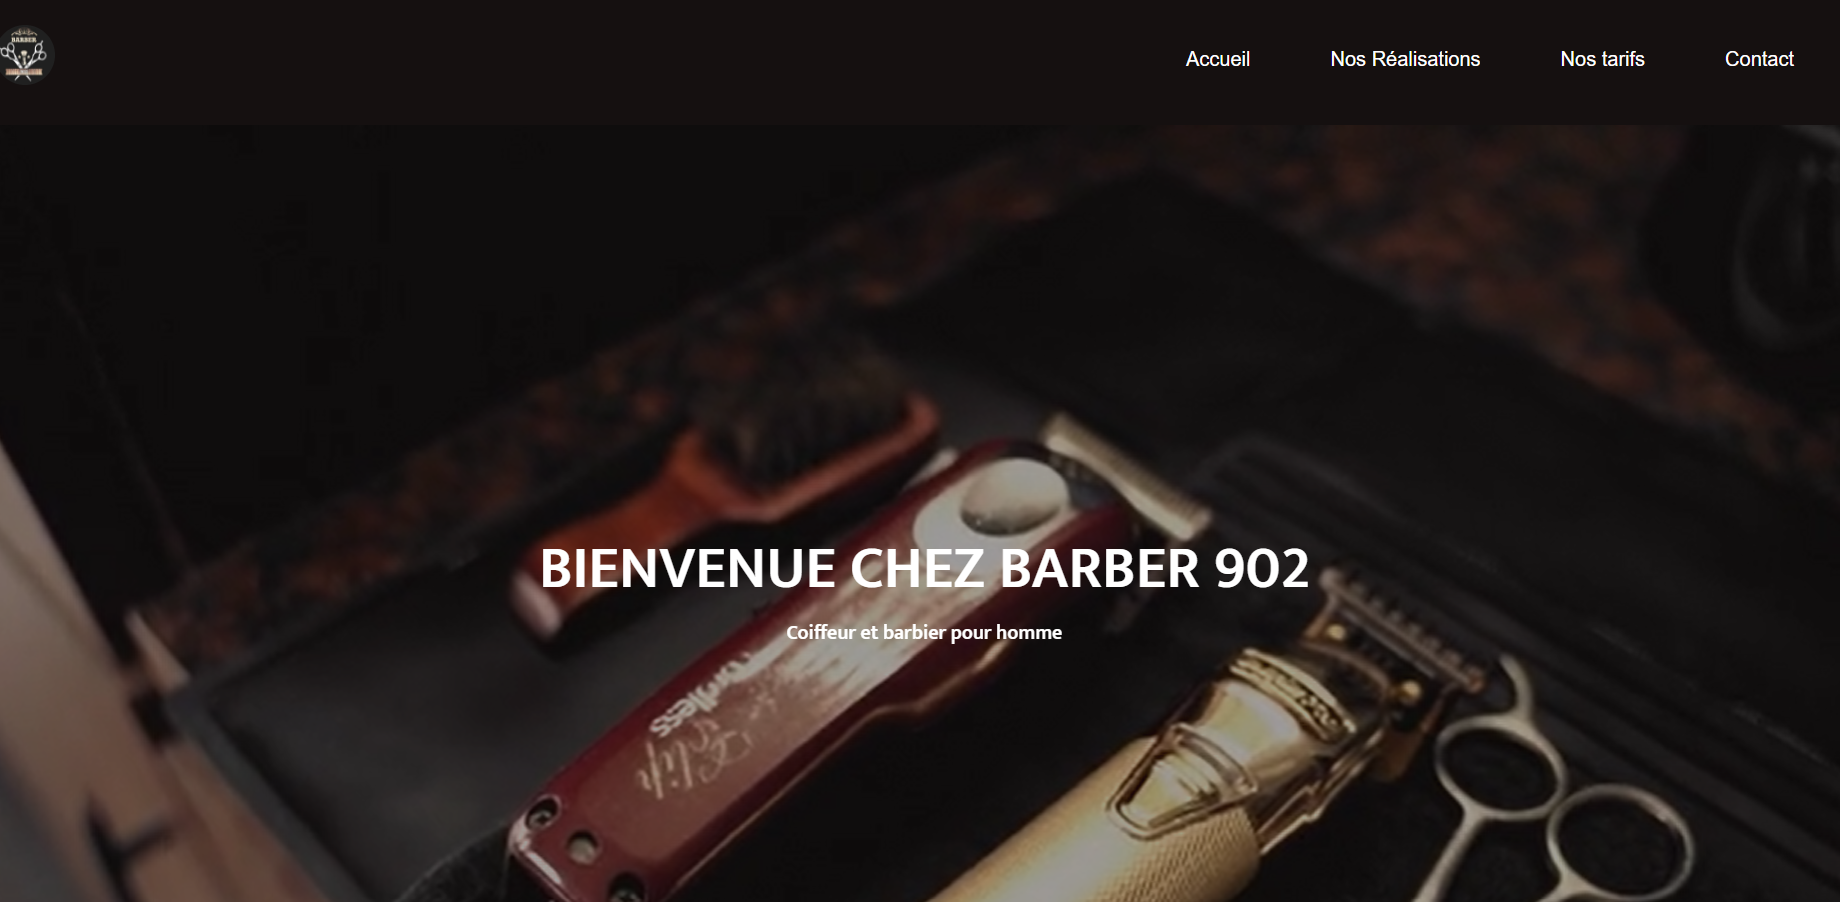 BARBER
Accueil
Nos Réalisations
Nos tarifs
Contact
BIENVENUE CHEZ BARBER 902
Coiffeur et barbier pour homme